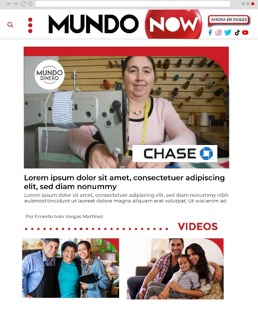 MUNDO NOW
AHORA EN INGLES
MUNDO
DINERO
CHASE
Lorem ipsum dolor sit amet, consectetuer adipiscing
elit, sed diam nonummy
Lorem ipsum dolor sit amet, consectetuer adipiscing elit, sed diam nonummy nibh
euismod tincidunt ut laoreet dolore magna aliquam erat volutpat. Ut wisi enim ad
Por Ernesto Iván Vargas Martínez
VIDEOS